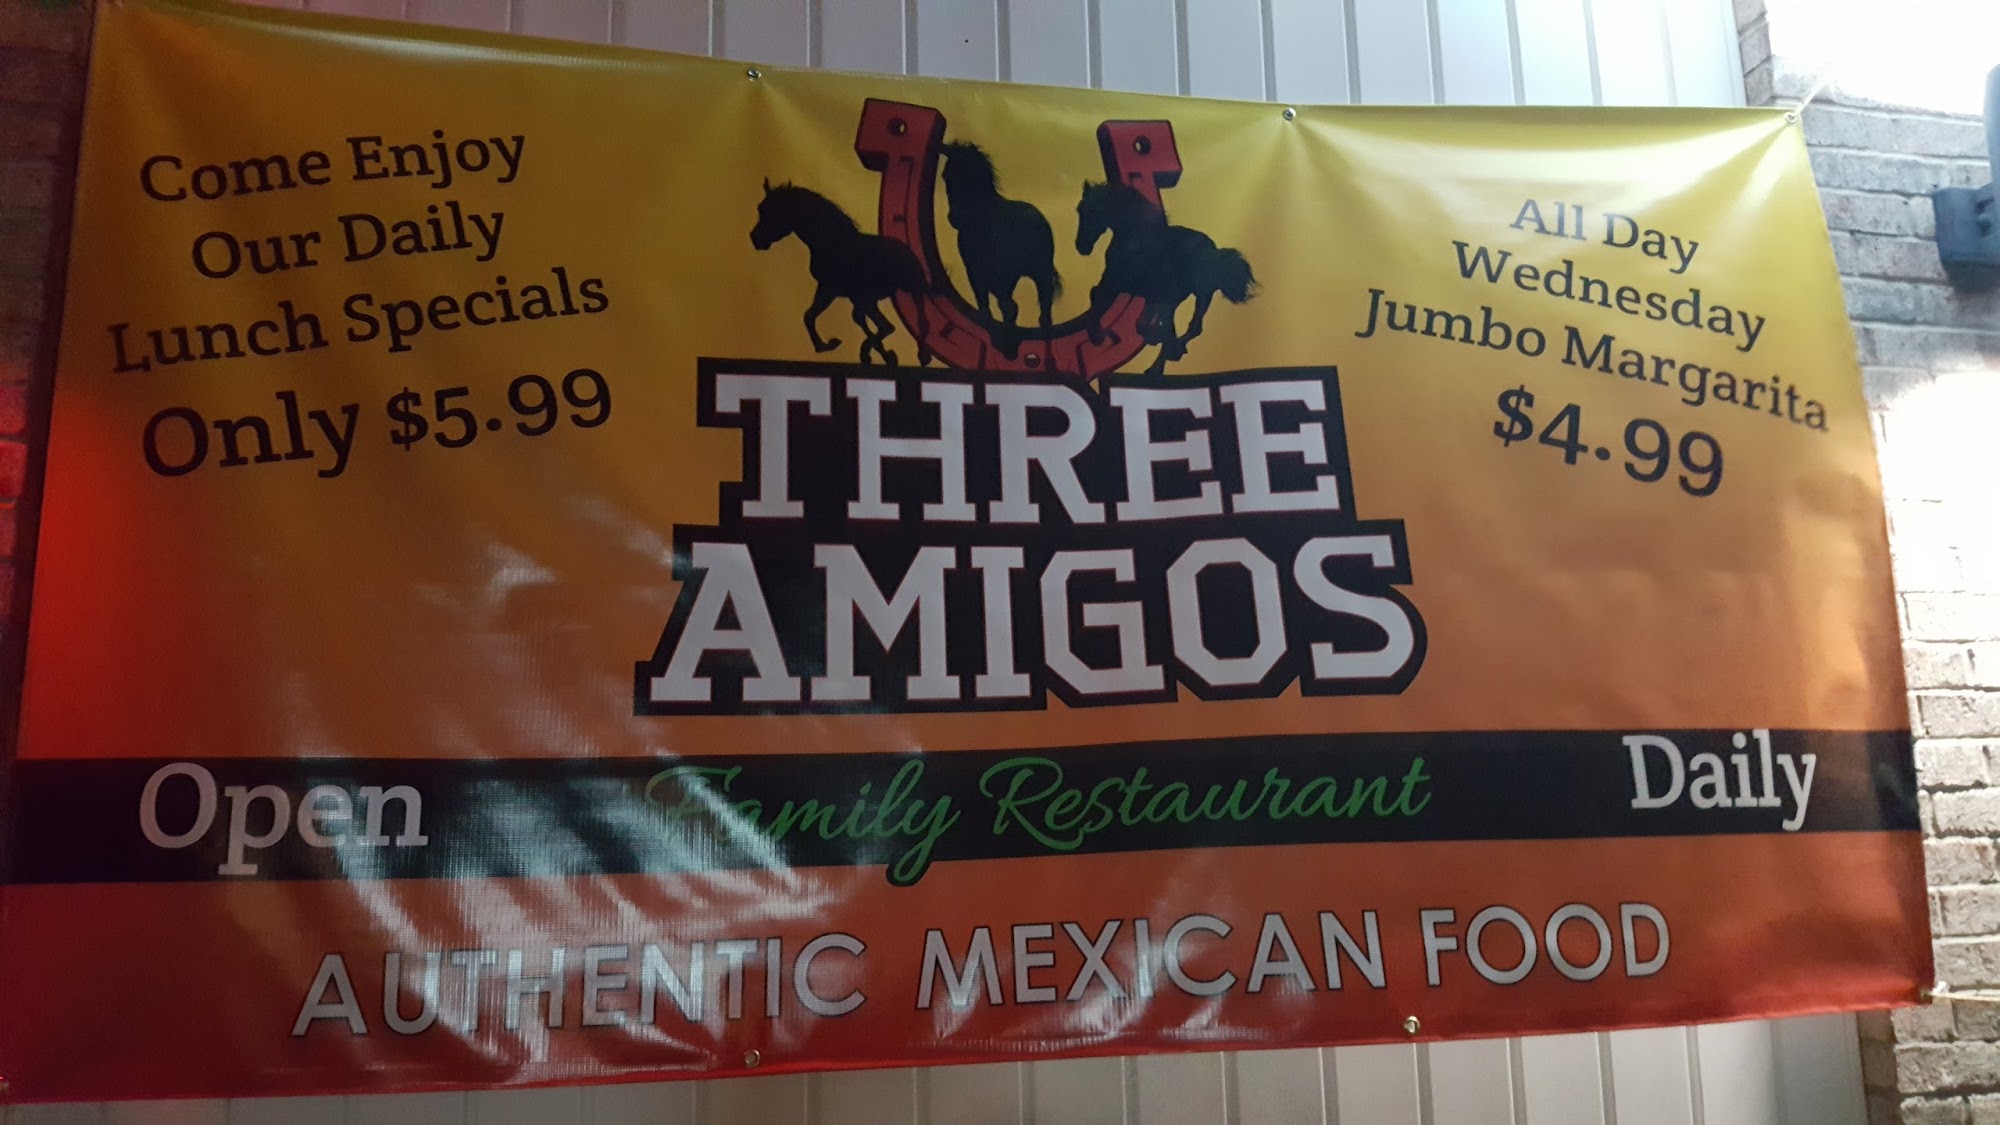 Come Enjoy
Our Daily
Lunch Specials
Only $5.99
THREE
AMIGOS
All Day
Wednesday
Jumbo Margarita
$4.99
Open
Family Restaurant
Daily
AUTHENTIC MEXICAN FOOD